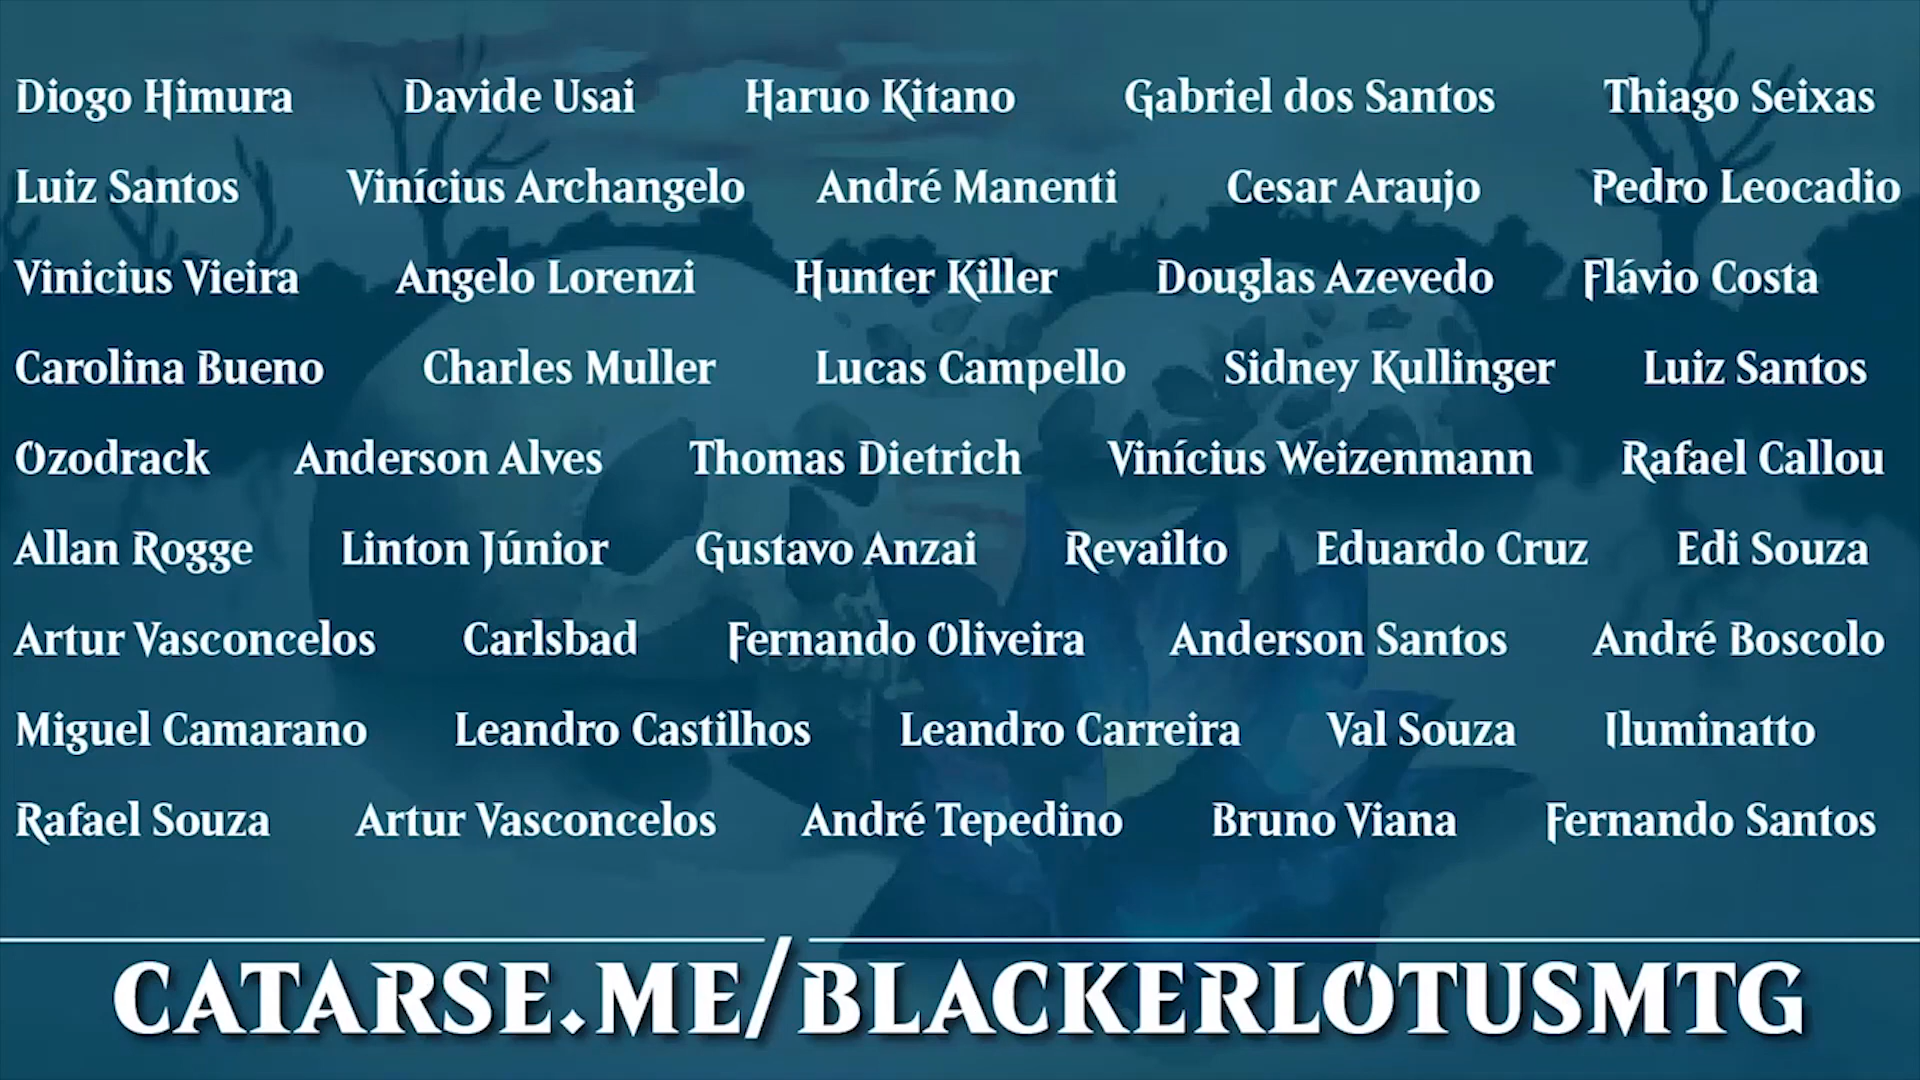 Diogo Himura Davide Usai Haruo Kitano Gabriel dos Santos Thiago Seixas
Luiz Santos Vinícius Archangelo André Manenti Cesar Araujo Pedro Leocadio
Vinicius Vieira Angelo Lorenzi Hunter Killer Douglas Azevedo Flávio Costa
Carolina Bueno Charles Muller Lucas Campello Sidney Kullinger Luiz Santos
Ozodrack Anderson Alves Thomas Dietrich Vinícius Weizenmann Rafael Callou
Allan Rogge Linton Júnior Gustavo Anzai Revailto Eduardo Cruz Edi Souza
Artur Vasconcelos Carlsbad Fernando Oliveira Anderson Santos André Boscolo
Miguel Camarano Leandro Castilhos Leandro Carreira Val Souza Iluminatto
Rafael Souza Artur Vasconcelos André Tepedino Bruno Viana Fernando Santos
CATARSE.ME/BLACKERLOTUSMTG